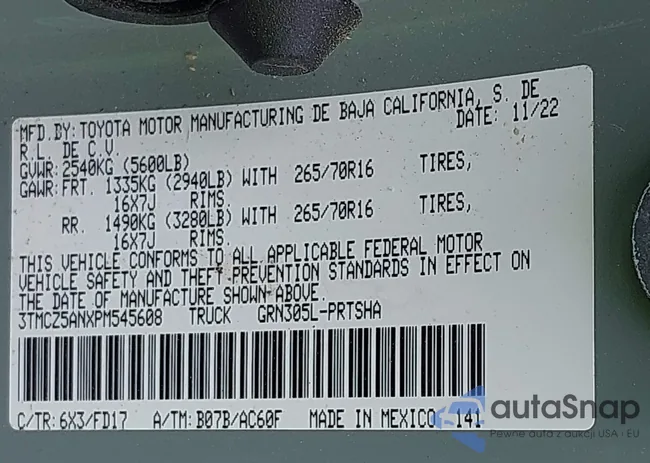 MFD. BY: TOYOTA MOTOR MANUFACTURING DE BAJA CALIFORNIA, S. DE
R.L. DE C.V. DATE: 11/22
GVWR: 2540KG (5600LB)
GAWR: FRT. 1335KG (2940LB) WITH 265/70R16 TIRES,
16X7J RIMS.
RR. 1490KG (3280LB) WITH 265/70R16 TIRES,
16X7J RIMS.
THIS VEHICLE CONFORMS TO ALL APPLICABLE FEDERAL MOTOR
VEHICLE SAFETY AND THEFT PREVENTION STANDARDS IN EFFECT ON
THE DATE OF MANUFACTURE SHOWN ABOVE.
3TMCZ5ANXPM545608 TRUCK GRN305L-PRTSHA
C/TR: 6X3/FD17 A/TM: B07B/AC60F MADE IN MEXICO 141
autaSnap
Pewne auta z aukcji USA · EU